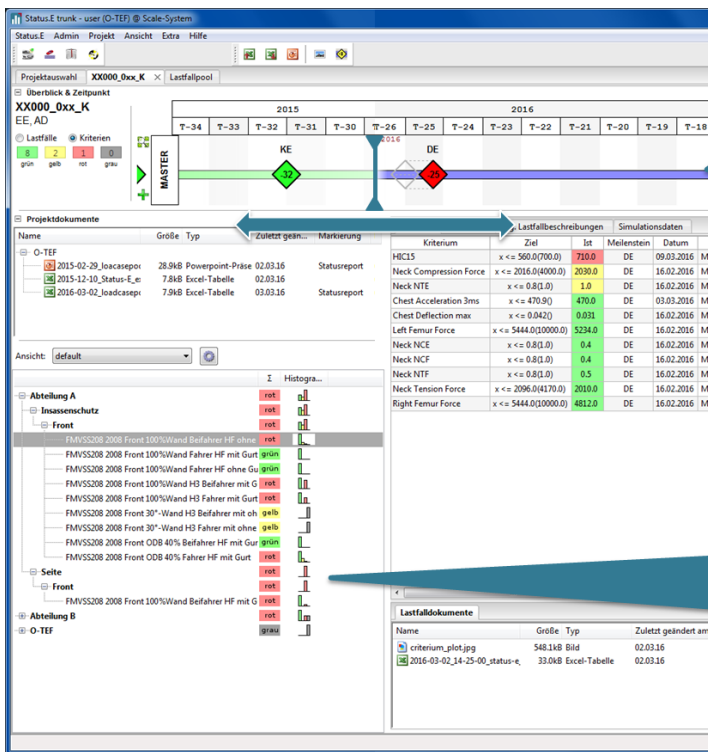 Status.E trunk - user (O-TEF) @ Scale-System
Status.E Admin Projekt Ansicht Extra Hilfe
Projektauswahl XX000_0xx_K Lastfallpool
Überblick & Zeitpunkt
XX000_0xx_K
EE, AD
Lastfälle Kriterien
6 2 1 0
grün gelb rot grau
MASTER
2015 2016
T-34 T-33 T-32 T-31 T-30 T-26 T-25 T-24 T-23 T-22 T-21 T-20 T-19 T-18
2016
KE DE
-32 -25
Projektdokumente
Name Größe Typ Zuletzt geän... Markierung
O-TEF
2015-02-29_loacasepoc 28.9kB Powerpoint-Präse 02.03.16 Statusreport
2015-12-10_Status-E_e: 7.8kB Excel-Tabelle 02.03.16
2016-03-02_loadcasepo 7.9kB Excel-Tabelle 03.03.16 Statusreport
Ansicht: default
Σ Histogra...
Abteilung A rot
Insassenschutz rot
Front rot
FMVSS208 2008 Front 100%Wand Beifahrer HF ohne rot
FMVSS208 2008 Front 100%Wand Fahrer HF mit Gurt grün
FMVSS208 2008 Front 100%Wand Fahrer HF ohne Gu grün
FMVSS208 2008 Front 100%Wand H3 Beifahrer mit G rot
FMVSS208 2008 Front 100%Wand H3 Fahrer mit Gurt rot
FMVSS208 2008 Front 30°-Wand H3 Beifahrer mit oh gelb
FMVSS208 2008 Front 30°-Wand H3 Fahrer mit ohne gelb
FMVSS208 2008 Front ODB 40% Beifahrer HF mit Gur grün
FMVSS208 2008 Front ODB 40% Fahrer HF mit Gurt rot
Seite rot
Front rot
FMVSS208 2008 Front 100%Wand Beifahrer HF mit G rot
Abteilung B rot
O-TEF grau
Lastfallbeschreibungen Simulationsdaten
Kriterium Ziel Ist Meilenstein Datum
HIC15 x <= 560.0(700.0) 710.0 DE 09.03.2016 M
Neck Compression Force x <= 2016.0(4000.0) 2030.0 DE 16.02.2016 M
Neck NTE x <= 0.8(1.0) 1.0 DE 16.02.2016 M
Chest Acceleration 3ms x <= 470.9() 470.0 DE 03.03.2016 M
Chest Deflection max x <= 0.042() 0.031 DE 16.02.2016 M
Left Femur Force x <= 5444.0(10000.0) 5234.0 DE 16.02.2016 M
Neck NCE x <= 0.8(1.0) 0.4 DE 16.02.2016 M
Neck NCF x <= 0.8(1.0) 0.4 DE 16.02.2016 M
Neck NTF x <= 0.8(1.0) 0.5 DE 16.02.2016 M
Neck Tension Force x <= 2096.0(4170.0) 2010.0 DE 16.02.2016 M
Right Femur Force x <= 5444.0(10000.0) 4812.0 DE 16.02.2016 M
Lastfalldokumente
Name Größe Typ Zuletzt geändert am
criterium_plot.jpg 548.1kB Bild 02.03.16
2016-03-02_14-25-00_status-e_ 33.0kB Excel-Tabelle 02.03.16